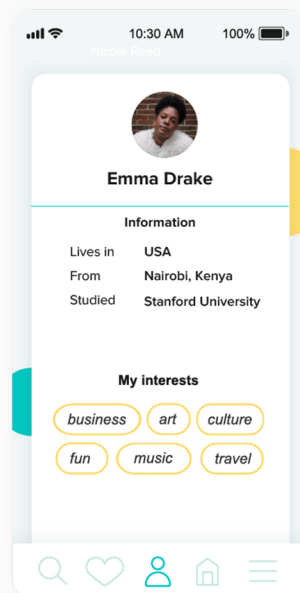 10:30 AM 100%
Nicole Reed
Emma Drake
Information
Lives in USA
From Nairobi, Kenya
Studied Stanford University
My interests
business art culture
fun music travel